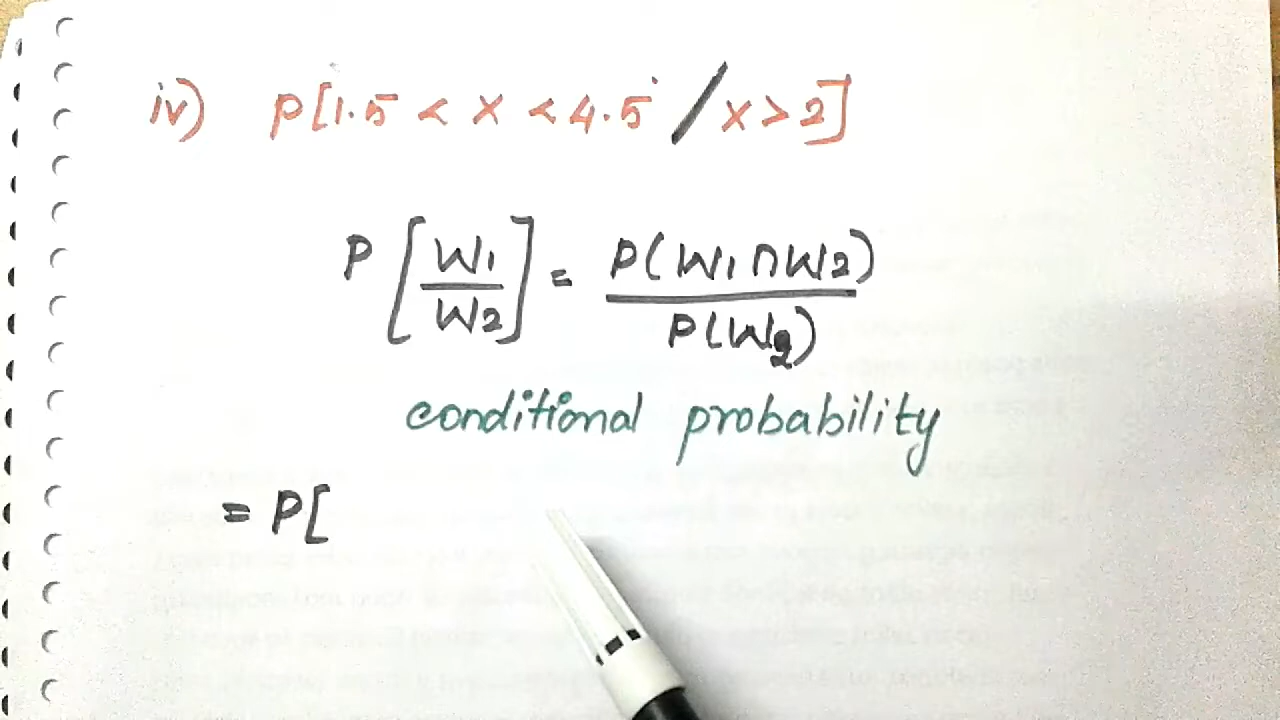 iv) P[1.5 < x < 4.5 / x > 2]
P [W1/W2] = P(W1 ∩ W2)/P(W2)
conditional probability
= P[